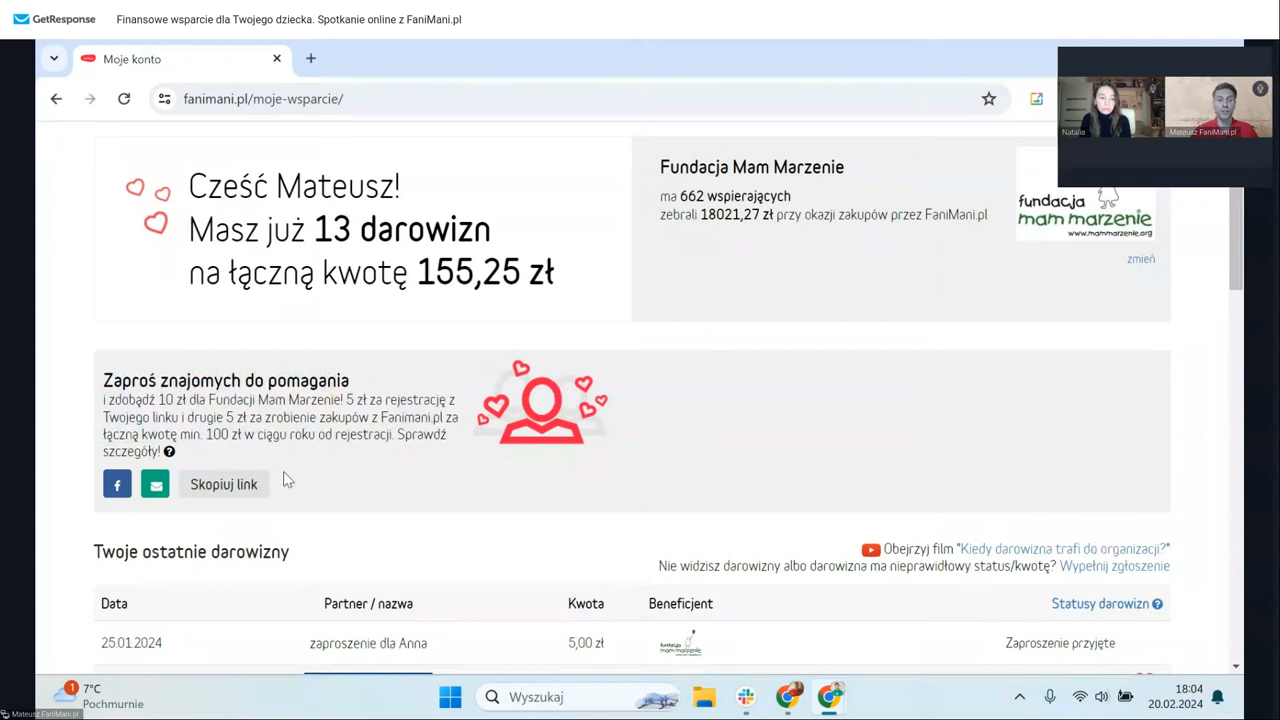 GetResponse
Finansowe wsparcie dla Twojego dziecka. Spotkanie online z FaniMani.pl
Moje konto
fanimani.pl/moje-wsparcie/
Natalia
Mateusz FaniMani.pl
Cześć Mateusz!
Masz już 13 darowizn
na łączną kwotę 155,25 zł
Fundacja Mam Marzenie
ma 662 wspierających
zebrali 18021,27 zł przy okazji zakupów przez FaniMani.pl
fundacja
mam marzenie
www.mammarzenie.org
zmień
Zaproś znajomych do pomagania
i zdobądź 10 zł dla Fundacji Mam Marzenie! 5 zł za rejestrację z
Twojego linku i drugie 5 zł za zrobienie zakupów z Fanimani.pl za
łączną kwotę min. 100 zł w ciągu roku od rejestracji. Sprawdź
szczegóły! ?
f
Skopiuj link
Twoje ostatnie darowizny
Obejrzyj film "Kiedy darowizna trafi do organizacji?"
Nie widzisz darowizny albo darowizna ma nieprawidłowy status/kwotę? Wypełnij zgłoszenie
Data Partner / nazwa Kwota Beneficjent Statusy darowizn ?
25.01.2024 zaproszenie dla Anna 5,00 zł fundacja mam marzenie Zaproszenie przyjęte
1
7°C
Pochmurnie
Wyszukaj
18:04
20.02.2024
Mateusz FaniMani.pl